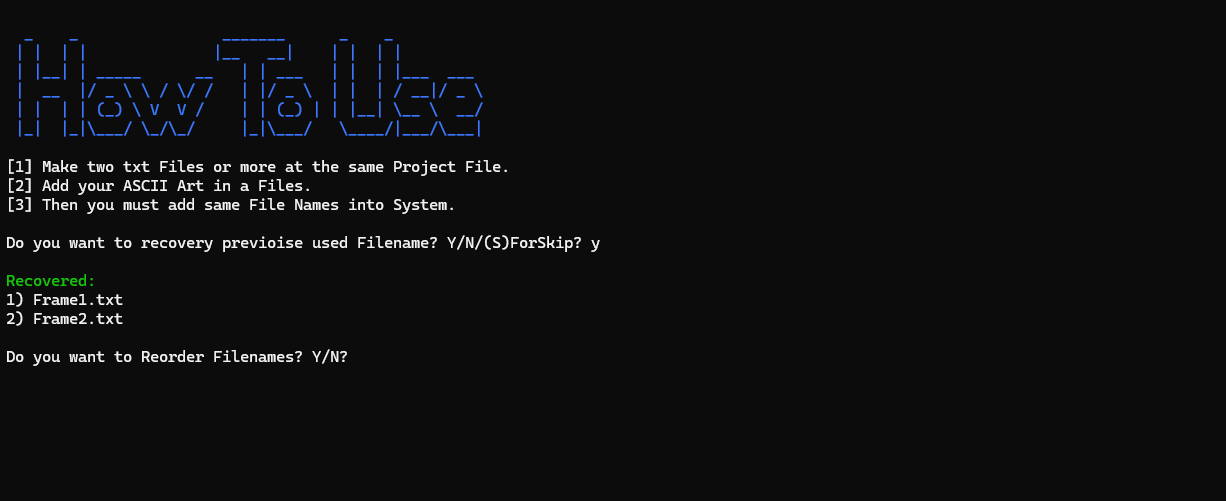 How To Use
[1] Make two txt Files or more at the same Project File.
[2] Add your ASCII Art in a Files.
[3] Then you must add same File Names into System.
Do you want to recovery previoise used Filename? Y/N/(S)ForSkip? y
Recovered:
1) Frame1.txt
2) Frame2.txt
Do you want to Reorder Filenames? Y/N?